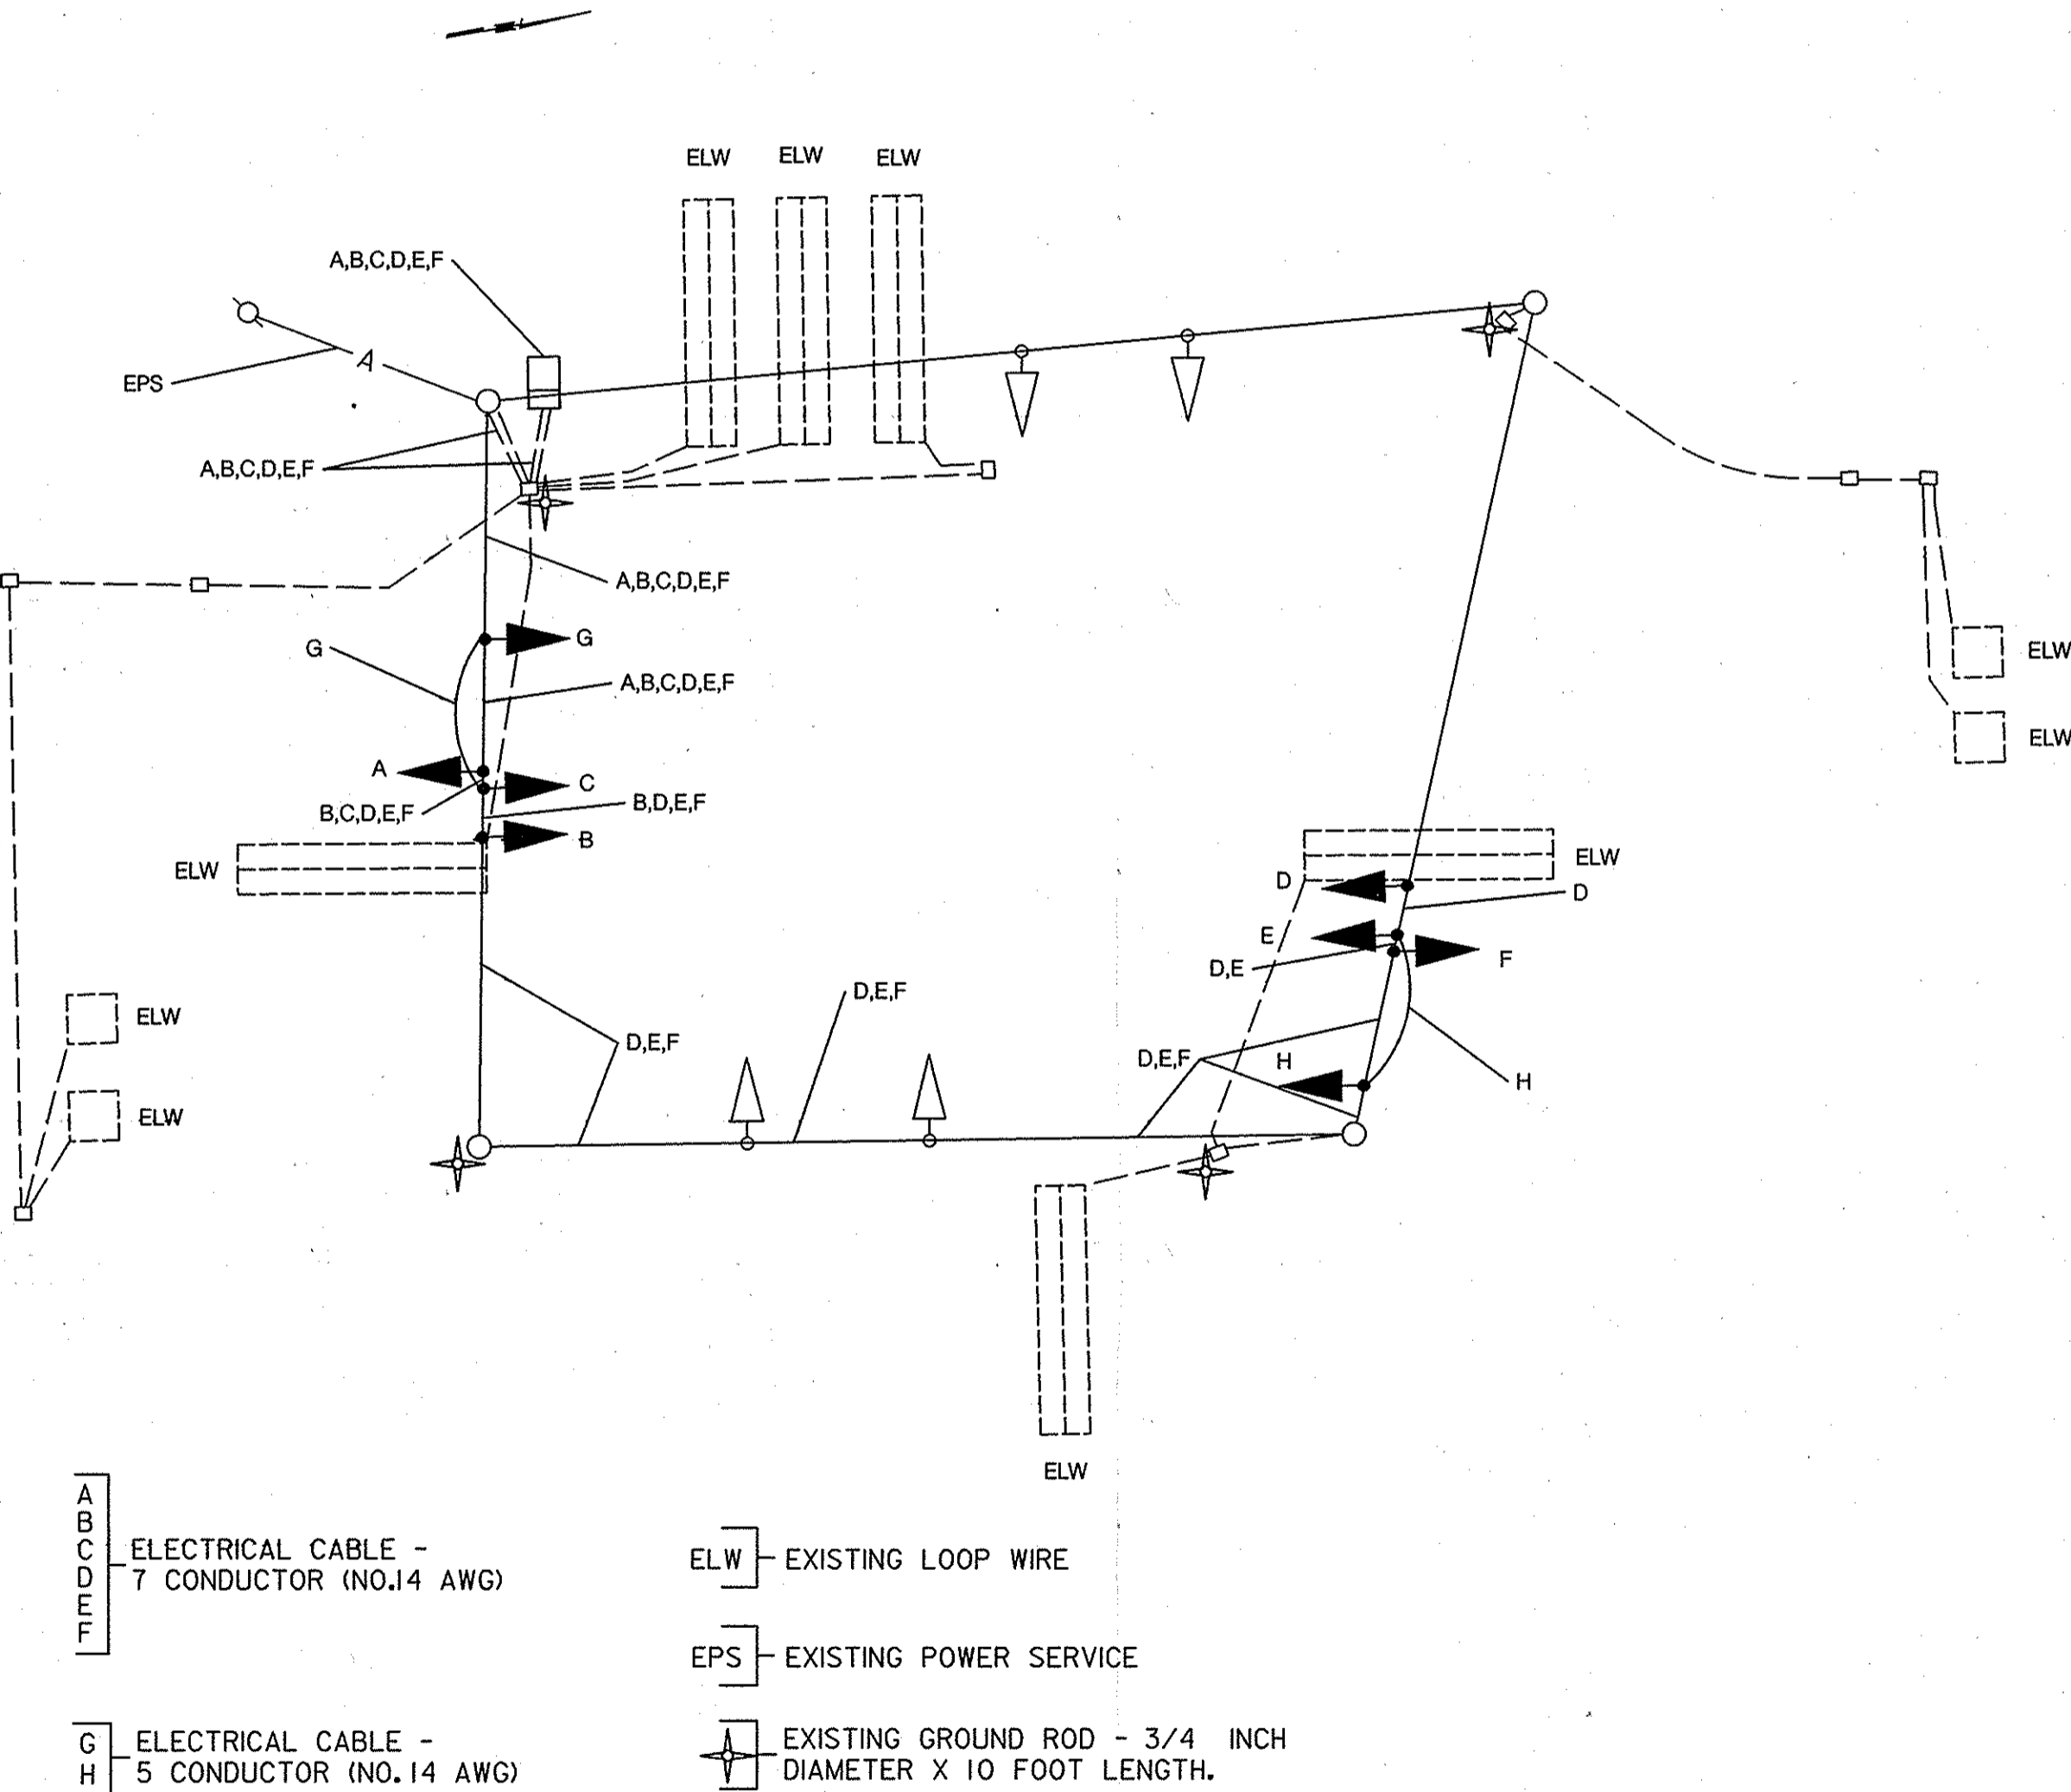 ELW ELW ELW
A,B,C,D,E,F
A
EPS
A,B,C,D,E,F
A,B,C,D,E,F
G
G
ELW
A,B,C,D,E,F
ELW
A
C
B,C,D,E,F
B,D,E,F
B
ELW
ELW
D
D
E
F
D,E
D,E,F
ELW
D,E,F
D,E,F
H
H
ELW
ELW
A
B
C
D
E
F
ELECTRICAL CABLE -
7 CONDUCTOR (NO.14 AWG)
ELW
EXISTING LOOP WIRE
EPS
EXISTING POWER SERVICE
G
H
ELECTRICAL CABLE -
5 CONDUCTOR (NO.14 AWG)
EXISTING GROUND ROD - 3/4 INCH
DIAMETER X 10 FOOT LENGTH.